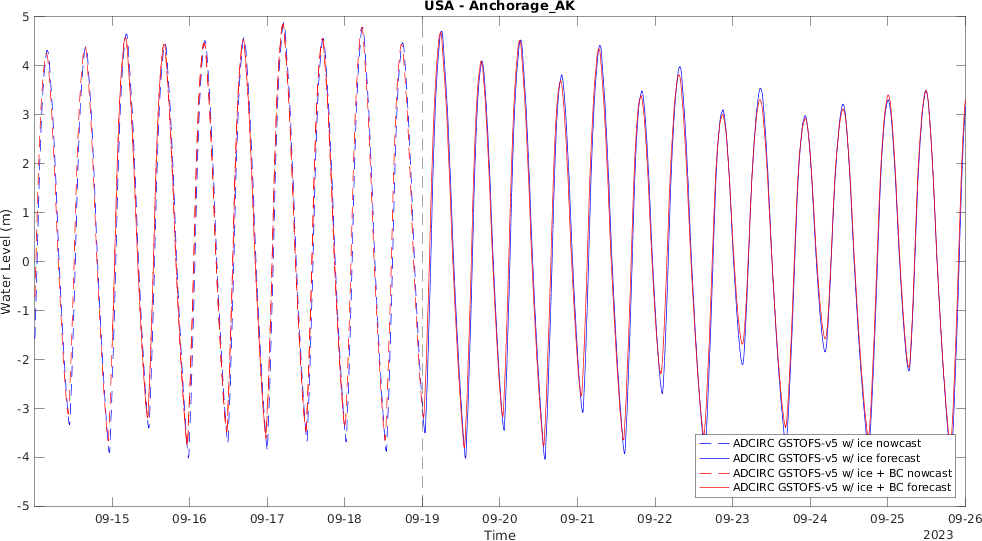 USA - Anchorage_AK
5
4
3
2
1
0
-1
-2
-3
-4
-5
Water Level (m)
ADCIRC GSTOFS-v5 w/ ice nowcast
ADCIRC GSTOFS-v5 w/ ice forecast
ADCIRC GSTOFS-v5 w/ ice + BC nowcast
ADCIRC GSTOFS-v5 w/ ice + BC forecast
09-15 09-16 09-17 09-18 09-19 09-20 09-21 09-22 09-23 09-24 09-25 09-26
Time
2023